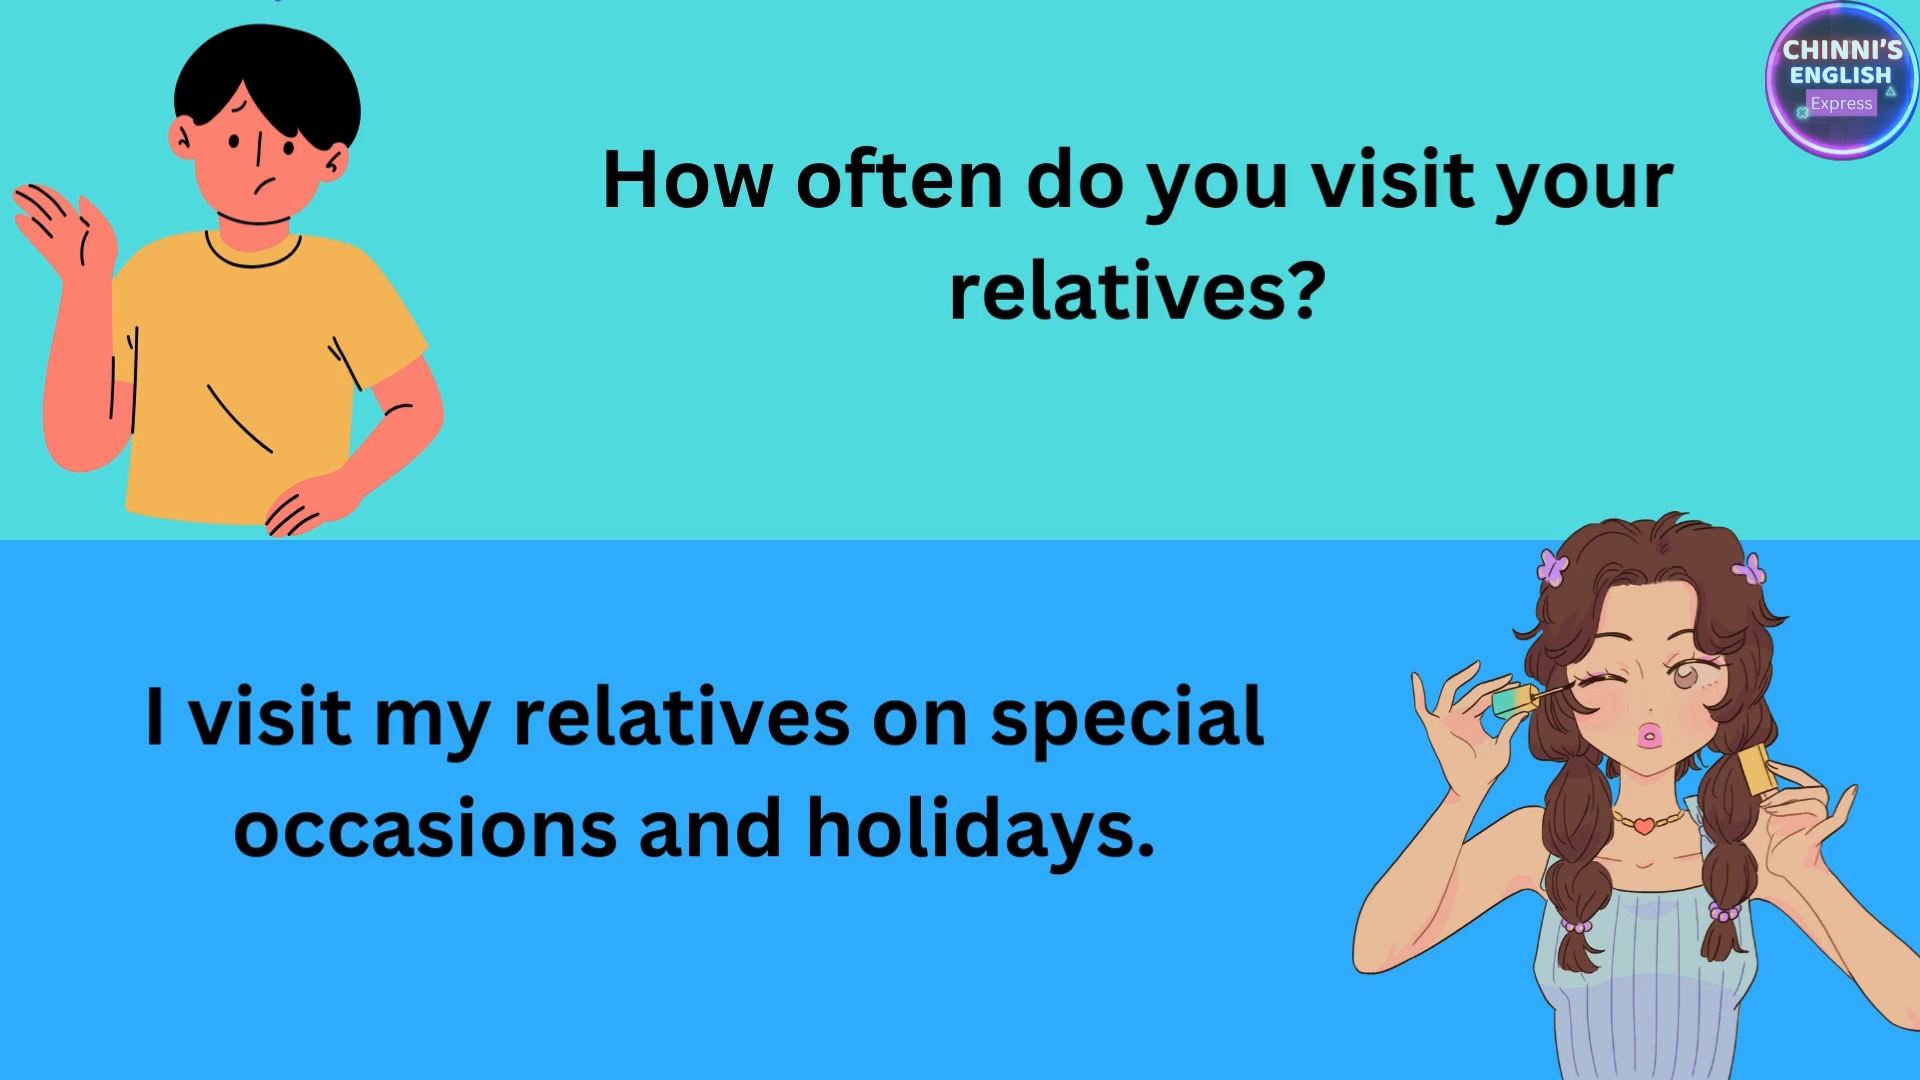 CHINNI'S
ENGLISH
Express
How often do you visit your
relatives?
I visit my relatives on special
occasions and holidays.